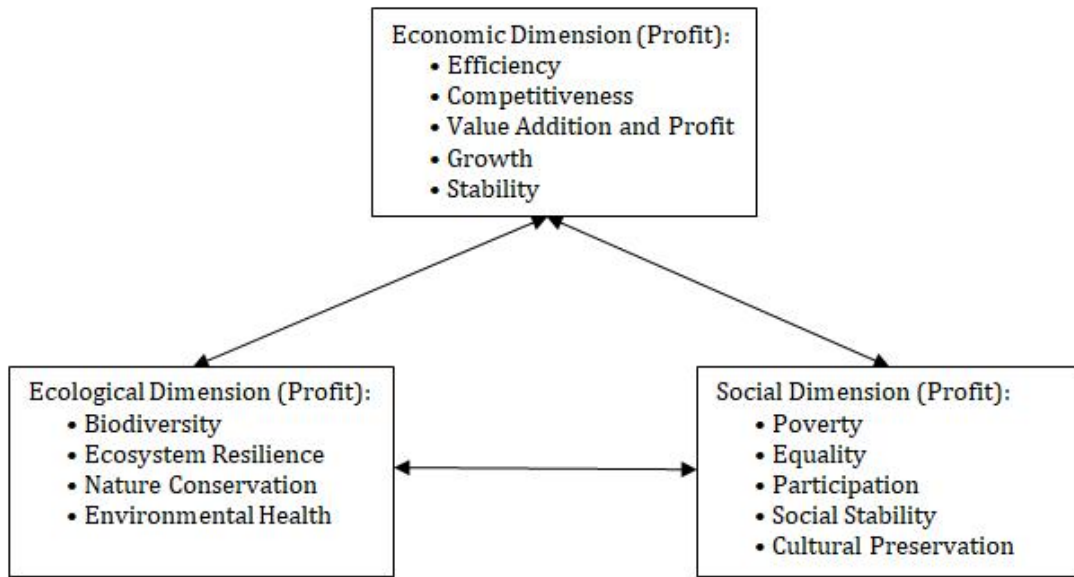 Economic Dimension (Profit):
• Efficiency
• Competitiveness
• Value Addition and Profit
• Growth
• Stability
Ecological Dimension (Profit):
• Biodiversity
• Ecosystem Resilience
• Nature Conservation
• Environmental Health
Social Dimension (Profit):
• Poverty
• Equality
• Participation
• Social Stability
• Cultural Preservation